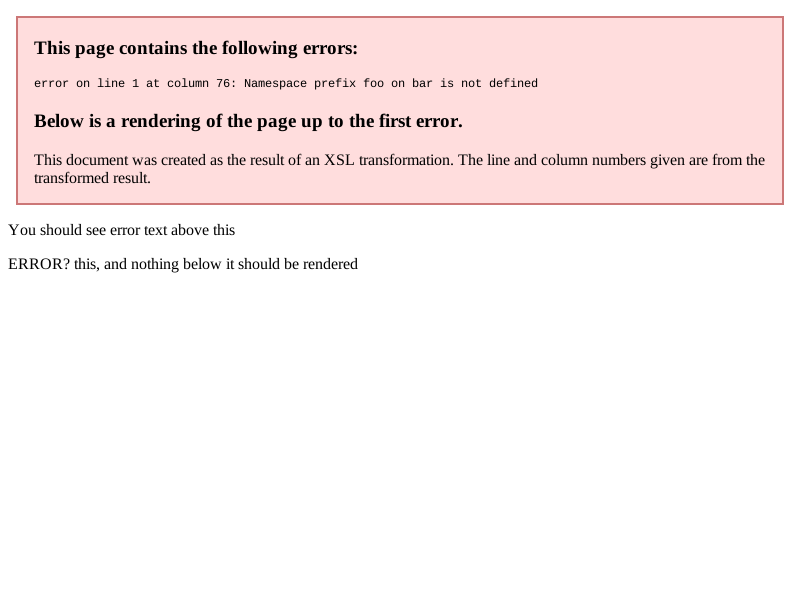 This page contains the following errors:
error on line 1 at column 76: Namespace prefix foo on bar is not defined
Below is a rendering of the page up to the first error.
This document was created as the result of an XSL transformation. The line and column numbers given are from the
transformed result.
You should see error text above this
ERROR? this, and nothing below it should be rendered